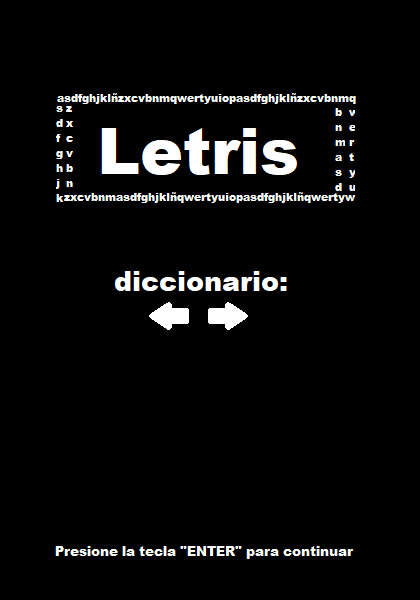 asdfghjklñzxcvbnmqwertyuiopasdfghjklñzxcvbnmq
s z
d x
f c
g v
h b
j n
Letris
b v
n e
m r
a t
s y
d u
kzxcvbnmasdfghjklñqwertyuiopasdfghjklñqwertyw
diccionario:
Presione la tecla "ENTER" para continuar